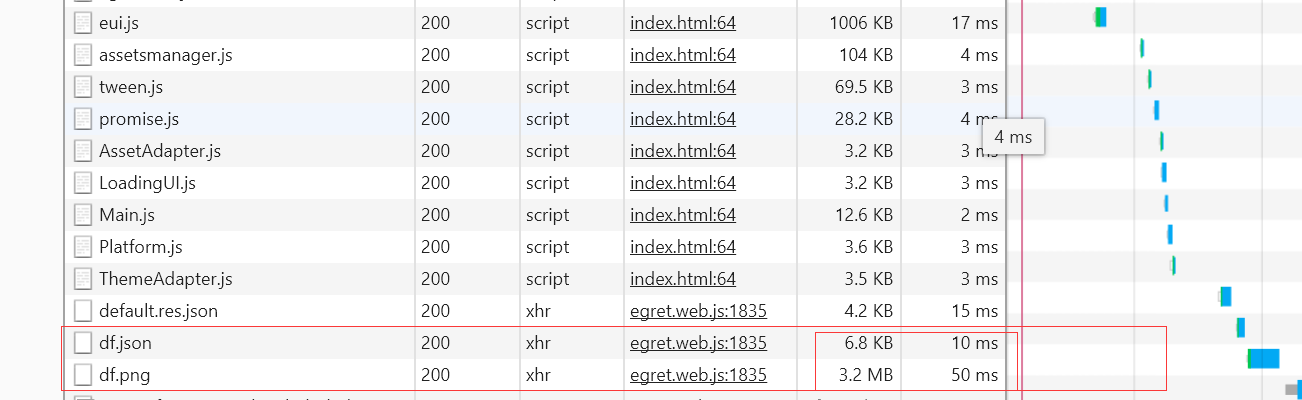 eui.js 200 script index.html:64 1006 KB 17 ms
assetsmanager.js 200 script index.html:64 104 KB 4 ms
tween.js 200 script index.html:64 69.5 KB 3 ms
promise.js 200 script index.html:64 28.2 KB 4 ms
4 ms
AssetAdapter.js 200 script index.html:64 3.2 KB 3 ms
LoadingUI.js 200 script index.html:64 3.2 KB 3 ms
Main.js 200 script index.html:64 12.6 KB 2 ms
Platform.js 200 script index.html:64 3.6 KB 3 ms
ThemeAdapter.js 200 script index.html:64 3.5 KB 3 ms
default.res.json 200 xhr egret.web.js:1835 4.2 KB 15 ms
df.json 200 xhr egret.web.js:1835 6.8 KB 10 ms
df.png 200 xhr egret.web.js:1835 3.2 MB 50 ms